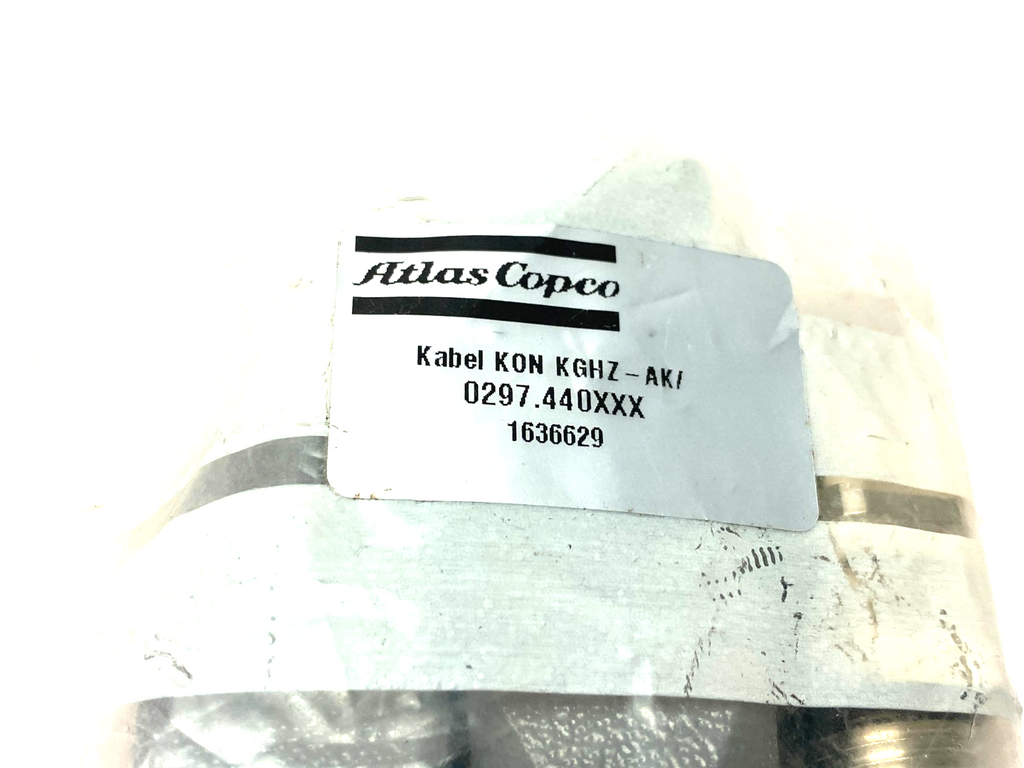 Atlas Copco
Kabel KON KGHZ-AK/
0297.440XXX
1636629